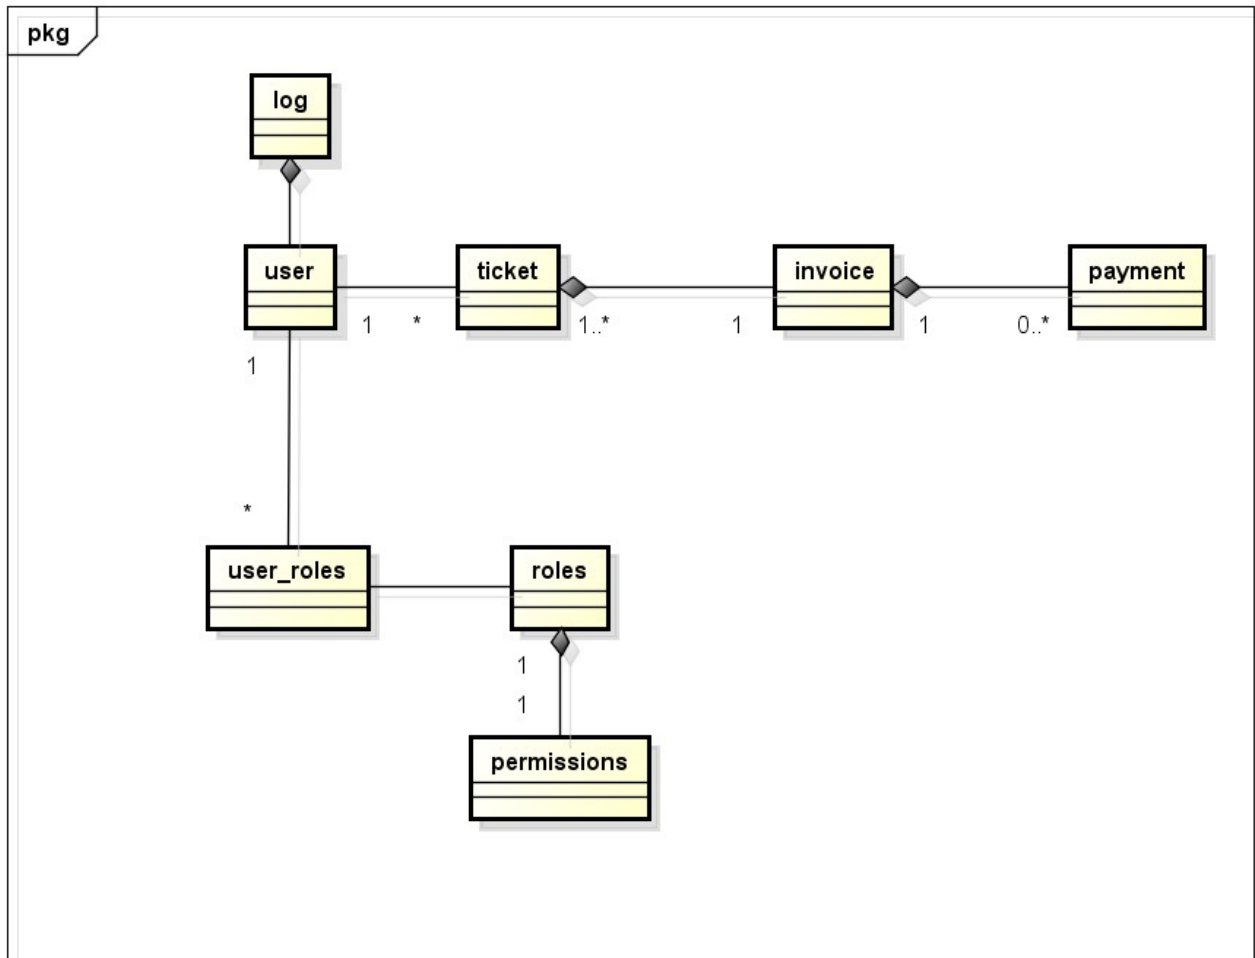 pkg
log
user
ticket
invoice
payment
1
*
1..*
1
1
0..*
1
*
user_roles
roles
1
1
permissions